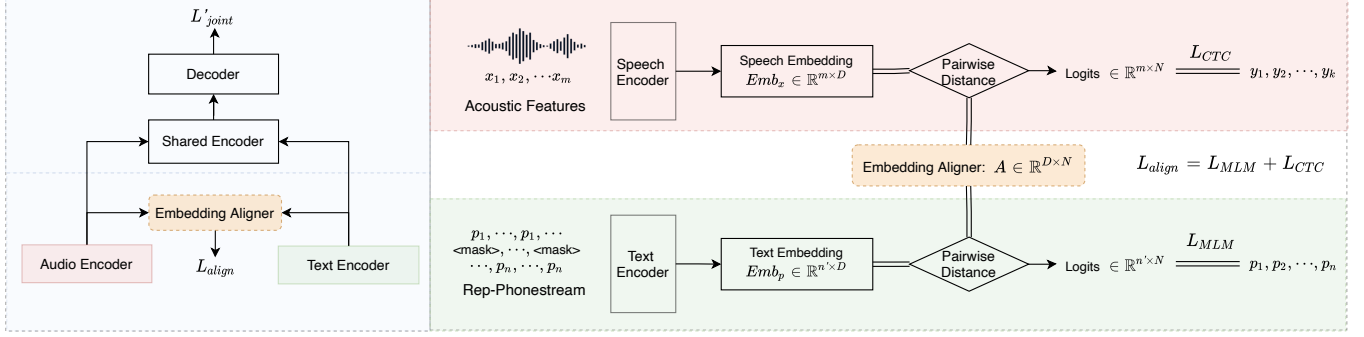 L'joint
Decoder
Shared Encoder
Embedding Aligner
Audio Encoder
Lalign
Text Encoder
x1, x2, ···xm
Acoustic Features
Speech
Encoder
Speech Embedding
Embx ∈ ℝm×D
Pairwise
Distance
Logits ∈ ℝm×N
LCTC
y1, y2, ···, yk
Embedding Aligner: A ∈ ℝD×N
Lalign = LMLM + LCTC
p1, ···, p1, ···
<mask>, ···, <mask>
···, pn, ···, pn
Rep-Phonestream
Text
Encoder
Text Embedding
Embp ∈ ℝn'×D
Pairwise
Distance
Logits ∈ ℝn'×N
LMLM
p1, p2, ···, pn